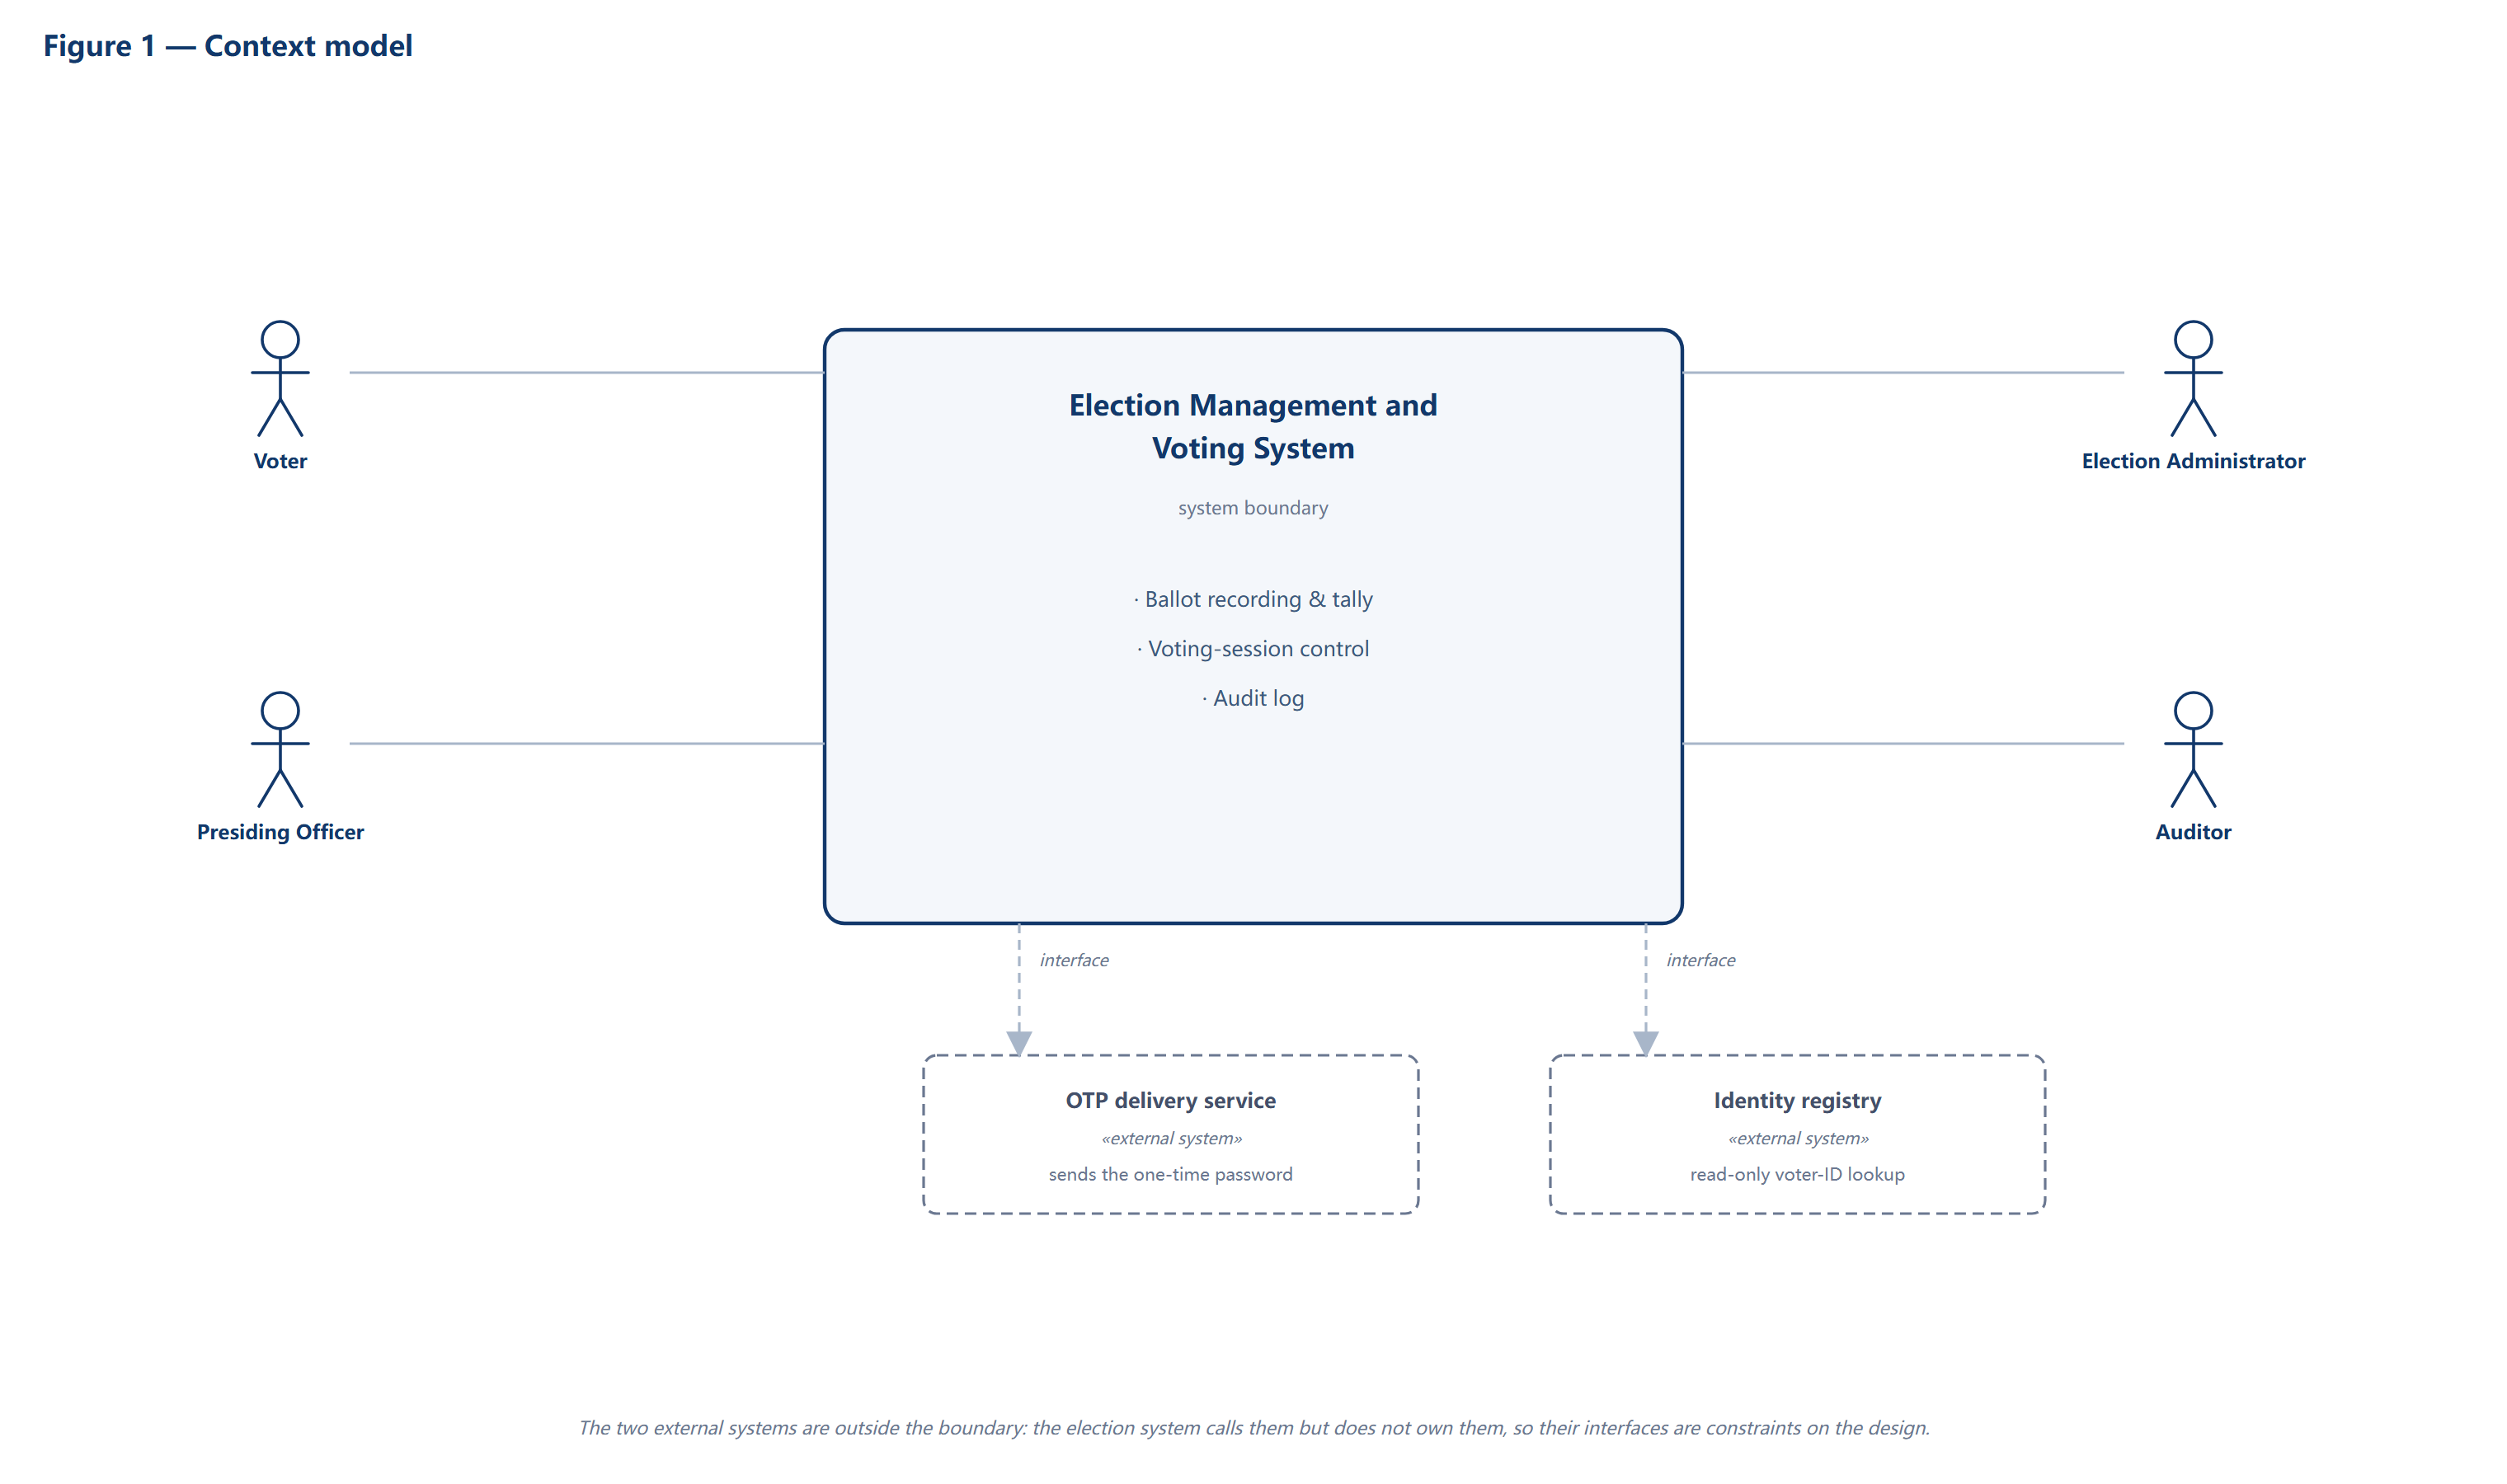 Figure 1 — Context model
Voter
Election Administrator
Election Management and
Voting System
system boundary
· Ballot recording & tally
· Voting-session control
· Audit log
Presiding Officer
Auditor
interface
interface
OTP delivery service
«external system»
sends the one-time password
Identity registry
«external system»
read-only voter-ID lookup
The two external systems are outside the boundary: the election system calls them but does not own them, so their interfaces are constraints on the design.